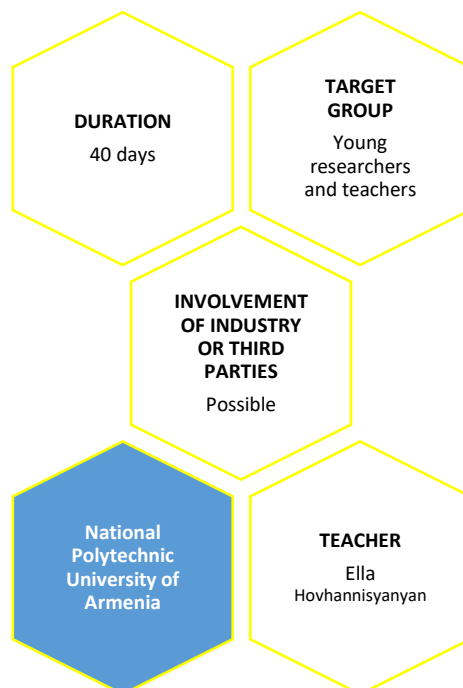 DURATION
40 days
TARGET
GROUP
Young
researchers
and teachers
INVOLVEMENT
OF INDUSTRY
OR THIRD
PARTIES
Possible
National
Polytechnic
University of
Armenia
TEACHER
Ella
Hovhannisyanyan